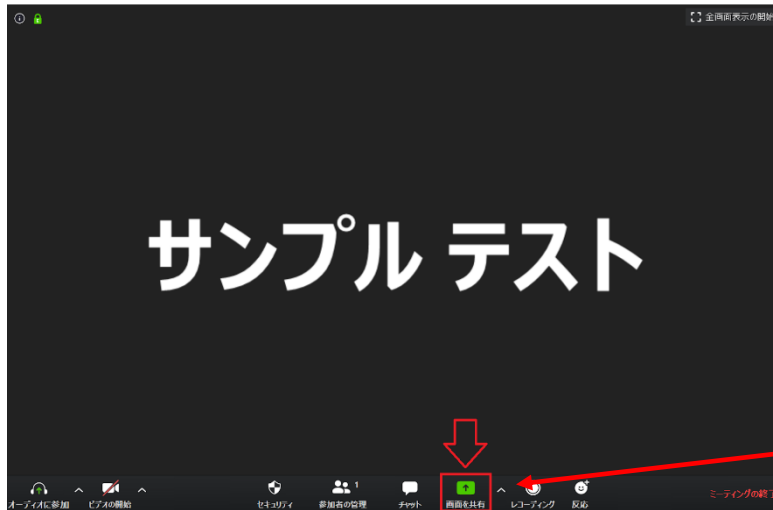 全画面表示の開始
サンプル テスト
1
オーディオに参加 ビデオの開始 セキュリティ 参加者の管理 チャット 画面を共有 レコーディング 反応 ミーティングの終了